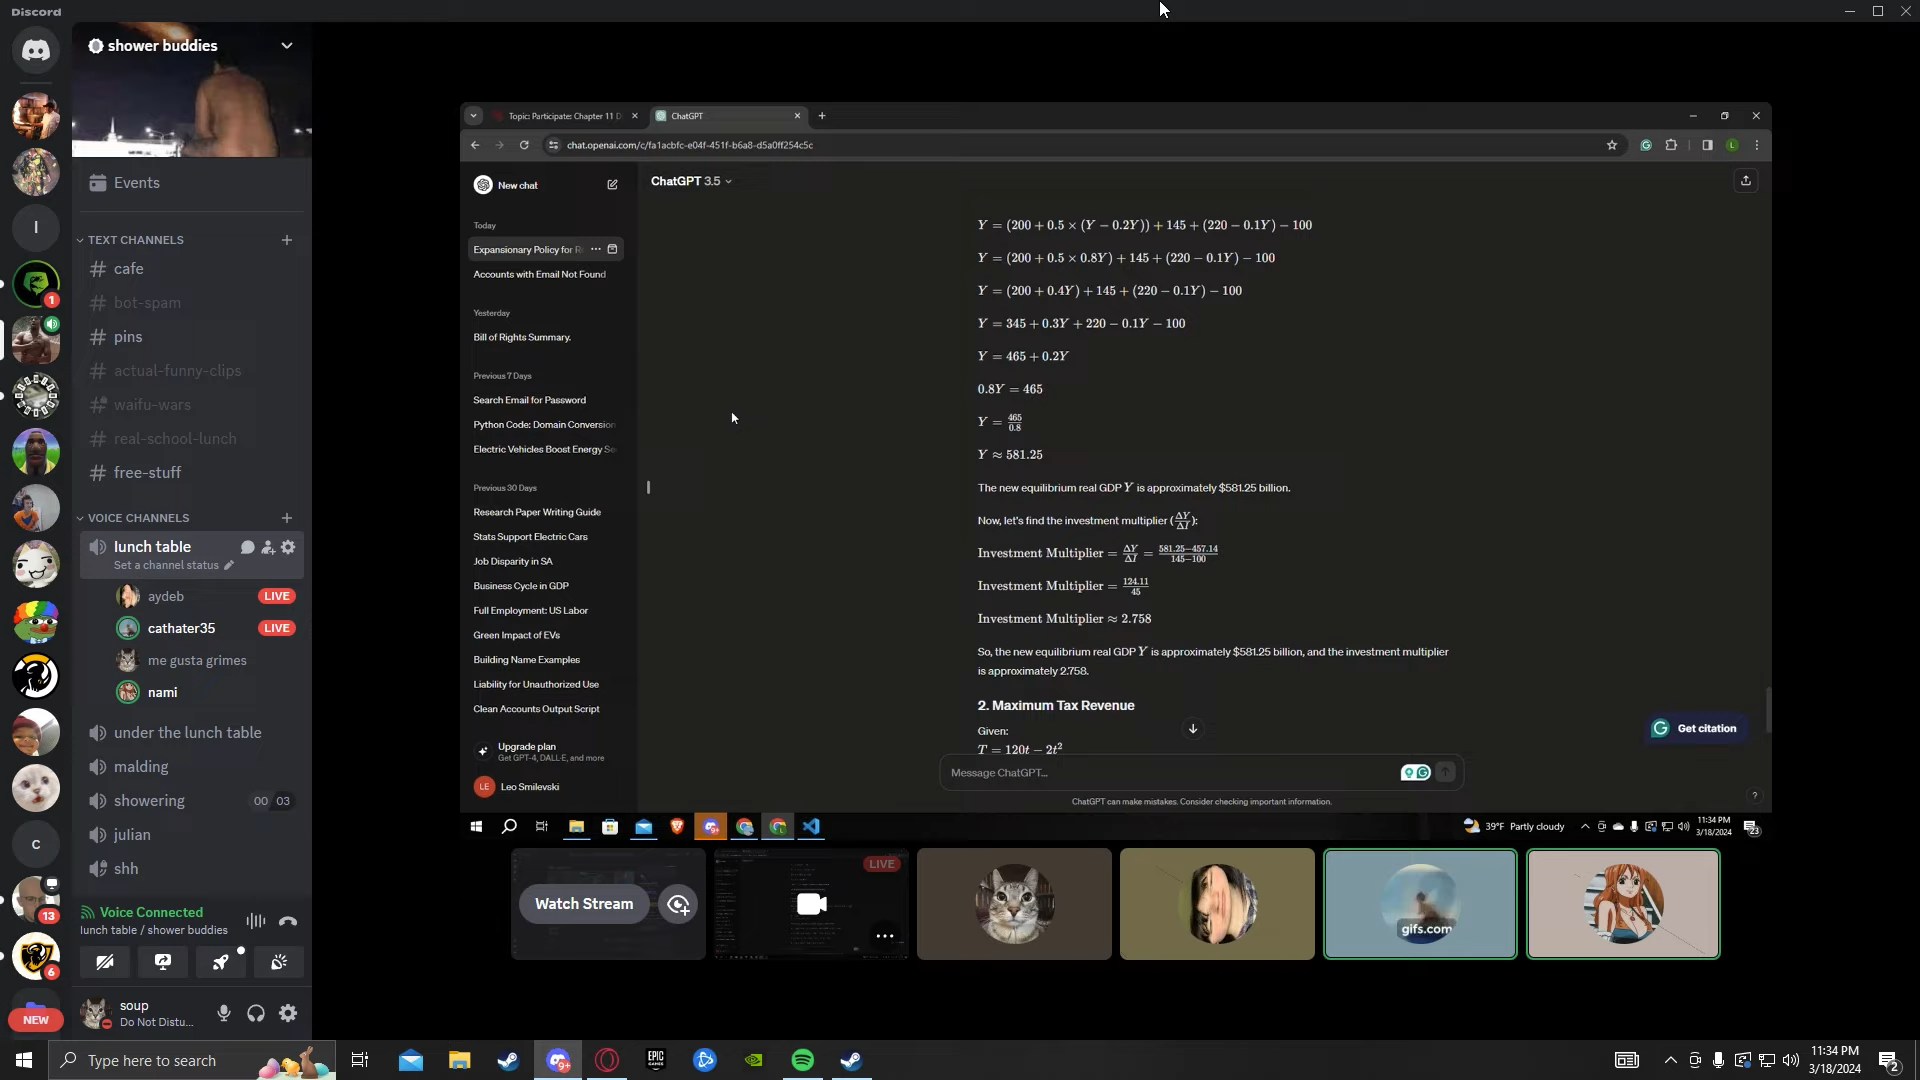 Discord
shower buddies
Events
TEXT CHANNELS
cafe
bot-spam
pins
actual-funny-clips
waifu-wars
real-school-lunch
free-stuff
VOICE CHANNELS
lunch table
Set a channel status
aydeb LIVE
cathater35 LIVE
me gusta grimes
nami
under the lunch table
malding
showering 00 03
julian
shh
Voice Connected
lunch table / shower buddies
soup
Do Not Distu...
I
1
C
13
6
NEW
Topic: Participate: Chapter 11 D
ChatGPT
chat.openai.com/c/fa1acbfc-e04f-451f-b6a8-d5a0ff254c5c
New chat
ChatGPT 3.5
Today
Expansionary Policy for Re
Accounts with Email Not Found
Yesterday
Bill of Rights Summary.
Previous 7 Days
Search Email for Password
Python Code: Domain Conversion
Electric Vehicles Boost Energy Se
Previous 30 Days
Research Paper Writing Guide
Stats Support Electric Cars
Job Disparity in SA
Business Cycle in GDP
Full Employment: US Labor
Green Impact of EVs
Building Name Examples
Liability for Unauthorized Use
Clean Accounts Output Script
Upgrade plan
Get GPT-4, DALL·E, and more
LE Leo Smilevski
Y = (200 + 0.5 × (Y − 0.2Y)) + 145 + (220 − 0.1Y) − 100
Y = (200 + 0.5 × 0.8Y) + 145 + (220 − 0.1Y) − 100
Y = (200 + 0.4Y) + 145 + (220 − 0.1Y) − 100
Y = 345 + 0.3Y + 220 − 0.1Y − 100
Y = 465 + 0.2Y
0.8Y = 465
Y = 465/0.8
Y ≈ 581.25
The new equilibrium real GDP Y is approximately $581.25 billion.
Now, let's find the investment multiplier (ΔY/ΔI):
Investment Multiplier = ΔY/ΔI = 581.25−457.14/145−100
Investment Multiplier = 124.11/45
Investment Multiplier ≈ 2.758
So, the new equilibrium real GDP Y is approximately $581.25 billion, and the investment multiplier
is approximately 2.758.
2. Maximum Tax Revenue
Given:
T = 120t − 2t²
Get citation
Message ChatGPT...
ChatGPT can make mistakes. Consider checking important information.
?
39°F Partly cloudy
11:34 PM
3/18/2024
23
Watch Stream
LIVE
gifs.com
Type here to search
9+
EPIC
GAMES
11:34 PM
3/18/2024
2